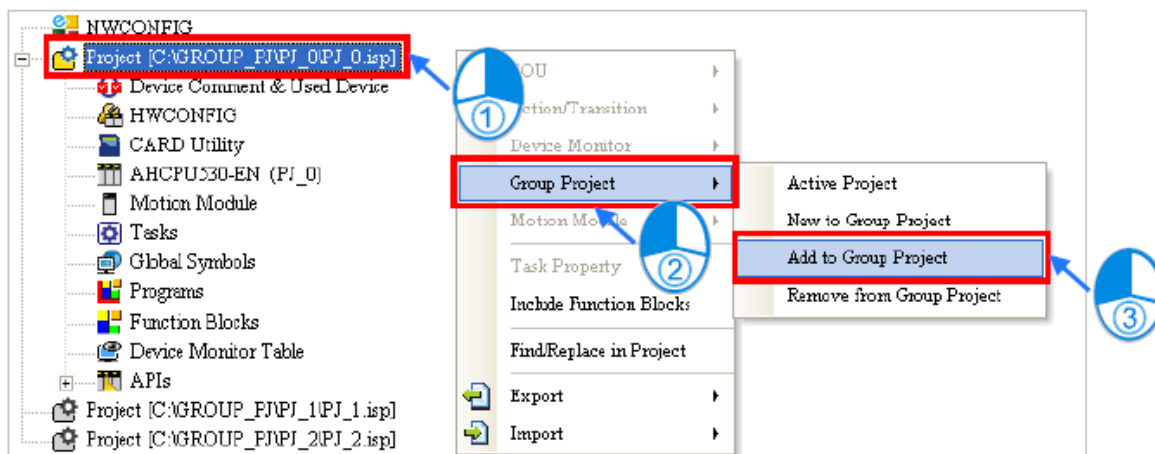 NWCONFIG
Project [C:\GROUP_PJ\PJ_0\PJ_0.isp]
Device Comment & Used Device
HWCONFIG
CARD Utility
AHCPU530-EN (PJ_0)
Motion Module
Tasks
Global Symbols
Programs
Function Blocks
Device Monitor Table
APIs
Project [C:\GROUP_PJ\PJ_1\PJ_1.isp]
Project [C:\GROUP_PJ\PJ_2\PJ_2.isp]
①
Device Monitor
Group Project
Motion
②
Task Property
Include Function Blocks
Find/Replace in Project
Export
Import
Active Project
New to Group Project
Add to Group Project
Remove from Group Project
③